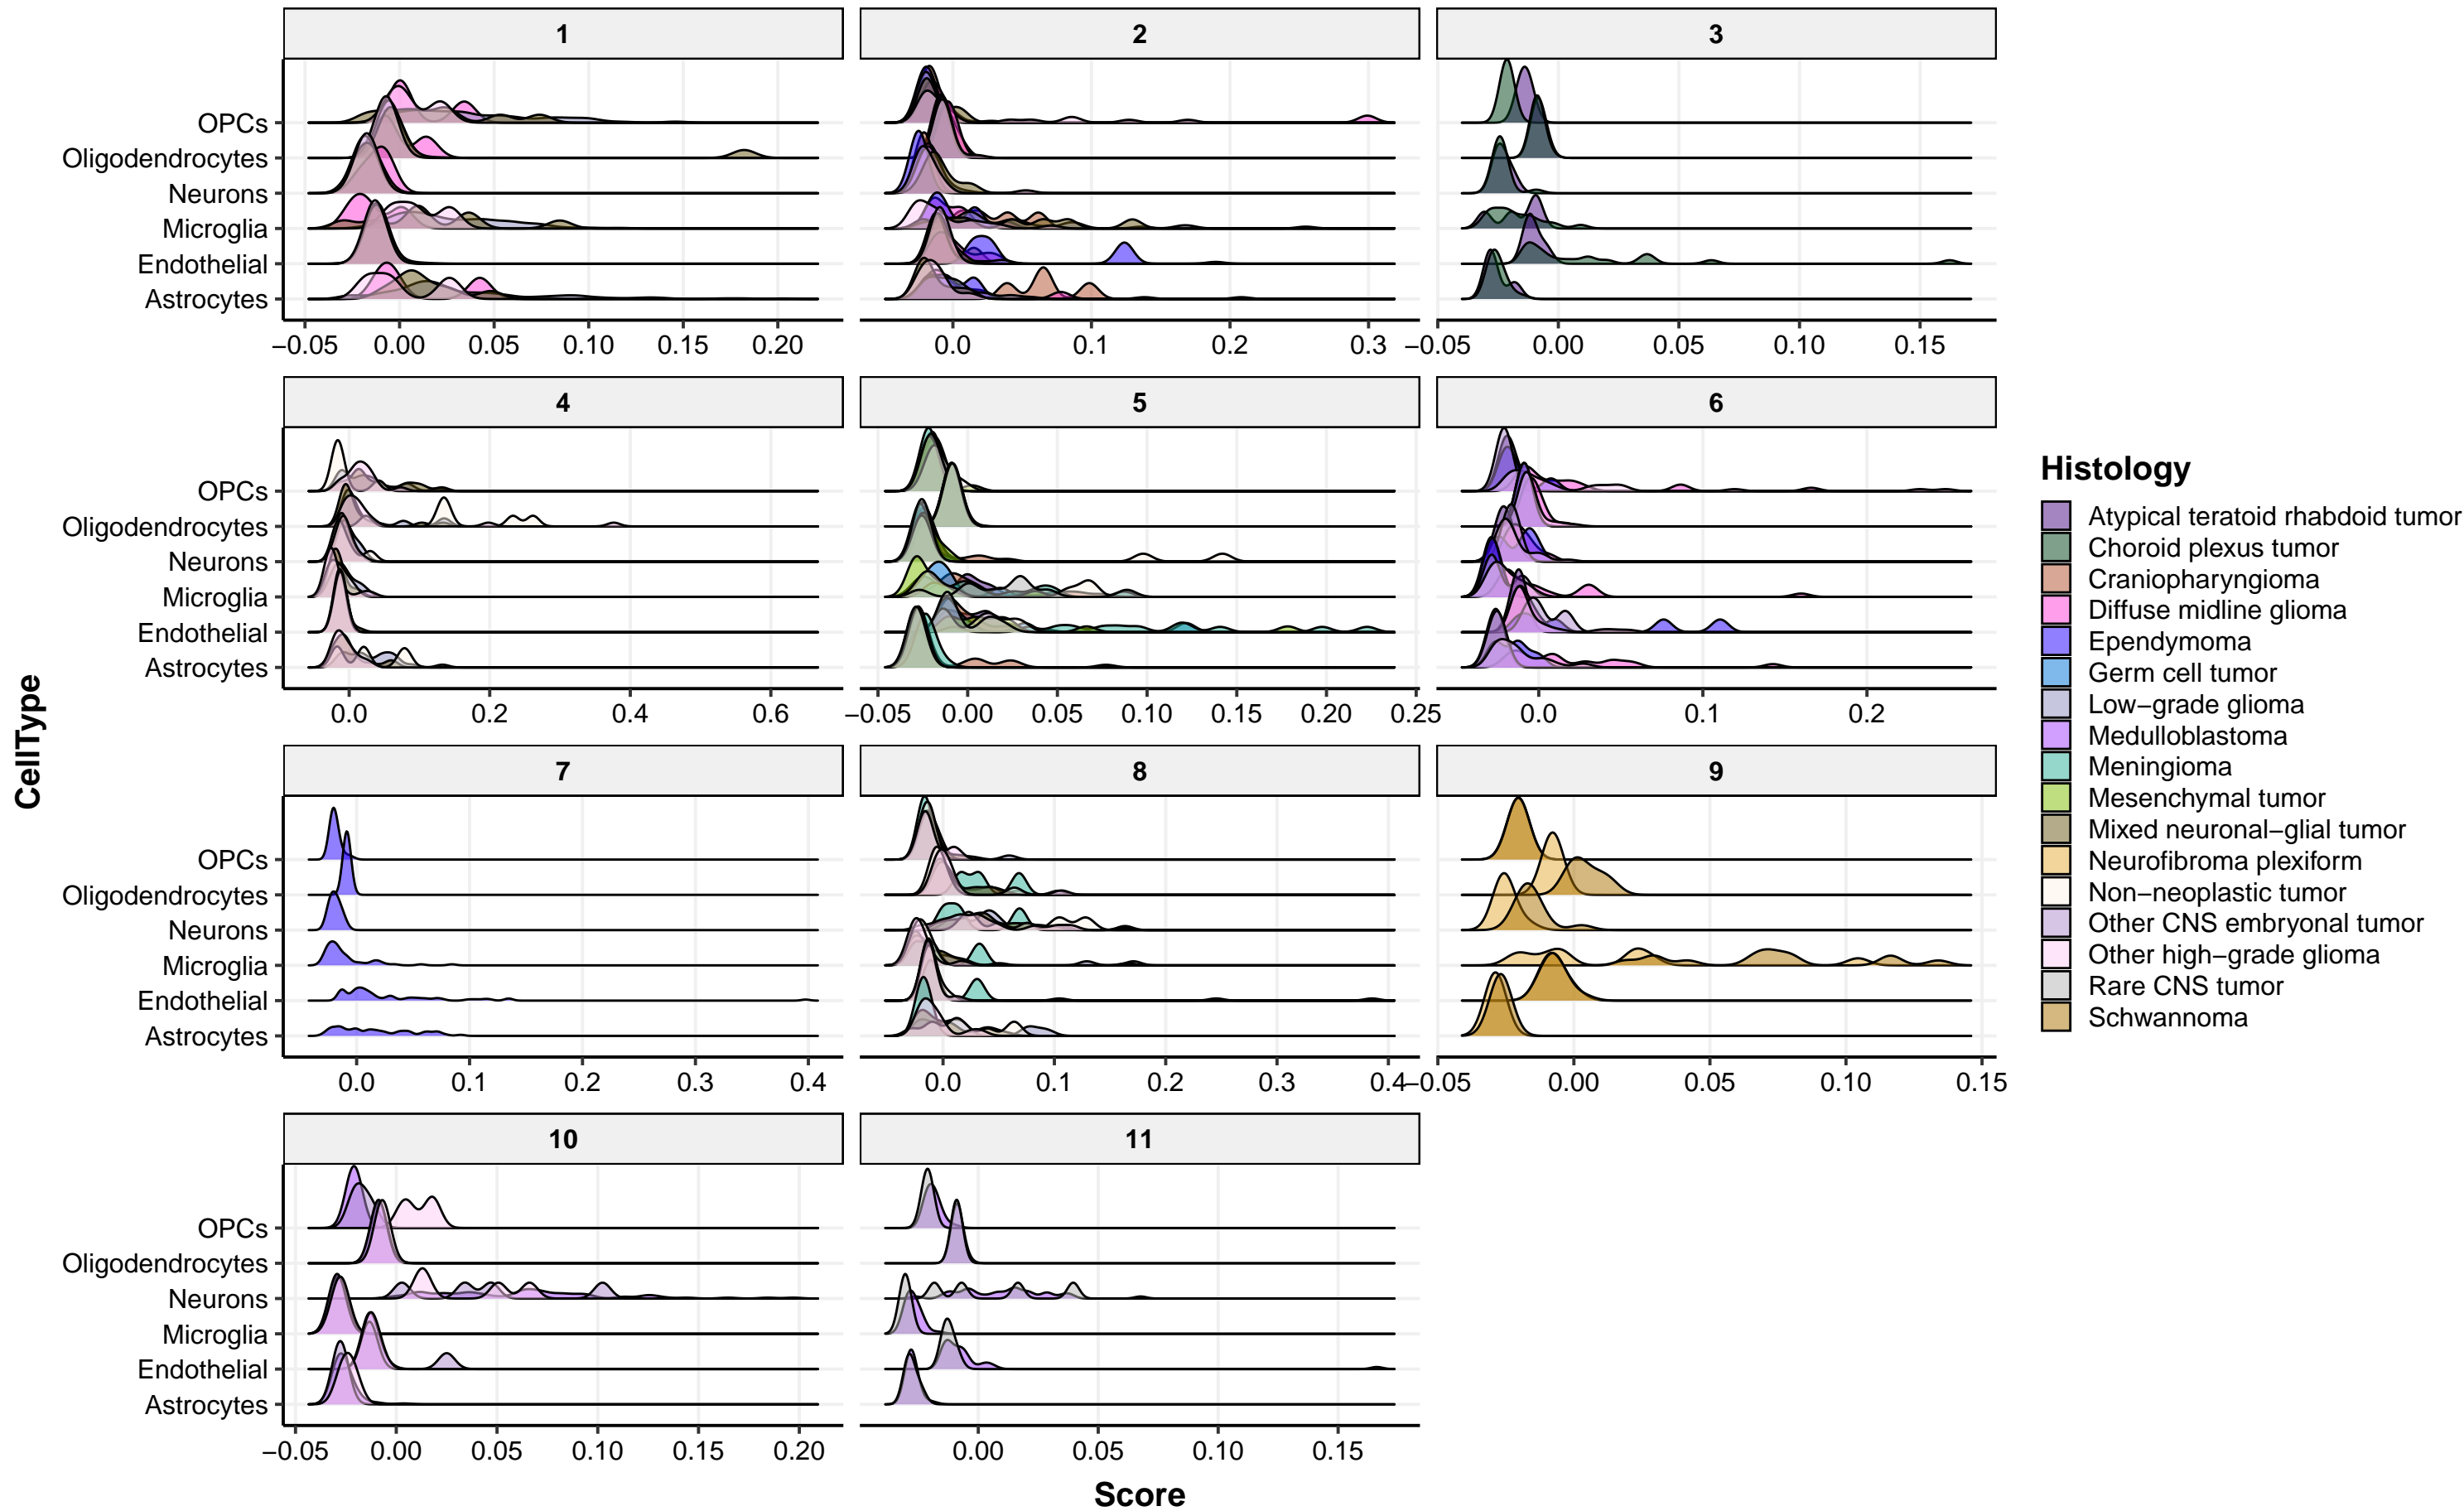 1 2 3
OPCs
Oligodendrocytes
Neurons
Microglia
Endothelial
Astrocytes
−0.05 0.00 0.05 0.10 0.15 0.20
0.0 0.1 0.2 0.3
−0.05 0.00 0.05 0.10 0.15
4 5 6
OPCs
Oligodendrocytes
Neurons
Microglia
Endothelial
Astrocytes
0.0 0.2 0.4 0.6
−0.05 0.00 0.05 0.10 0.15 0.20 0.25
0.0 0.1 0.2
7 8 9
OPCs
Oligodendrocytes
Neurons
Microglia
Endothelial
Astrocytes
0.0 0.1 0.2 0.3 0.4
0.0 0.1 0.2 0.3 0.4
−0.05 0.00 0.05 0.10 0.15
10 11
OPCs
Oligodendrocytes
Neurons
Microglia
Endothelial
Astrocytes
−0.05 0.00 0.05 0.10 0.15 0.20
0.00 0.05 0.10 0.15
CellType
Score
Histology
Atypical teratoid rhabdoid tumor
Choroid plexus tumor
Craniopharyngioma
Diffuse midline glioma
Ependymoma
Germ cell tumor
Low−grade glioma
Medulloblastoma
Meningioma
Mesenchymal tumor
Mixed neuronal−glial tumor
Neurofibroma plexiform
Non−neoplastic tumor
Other CNS embryonal tumor
Other high−grade glioma
Rare CNS tumor
Schwannoma